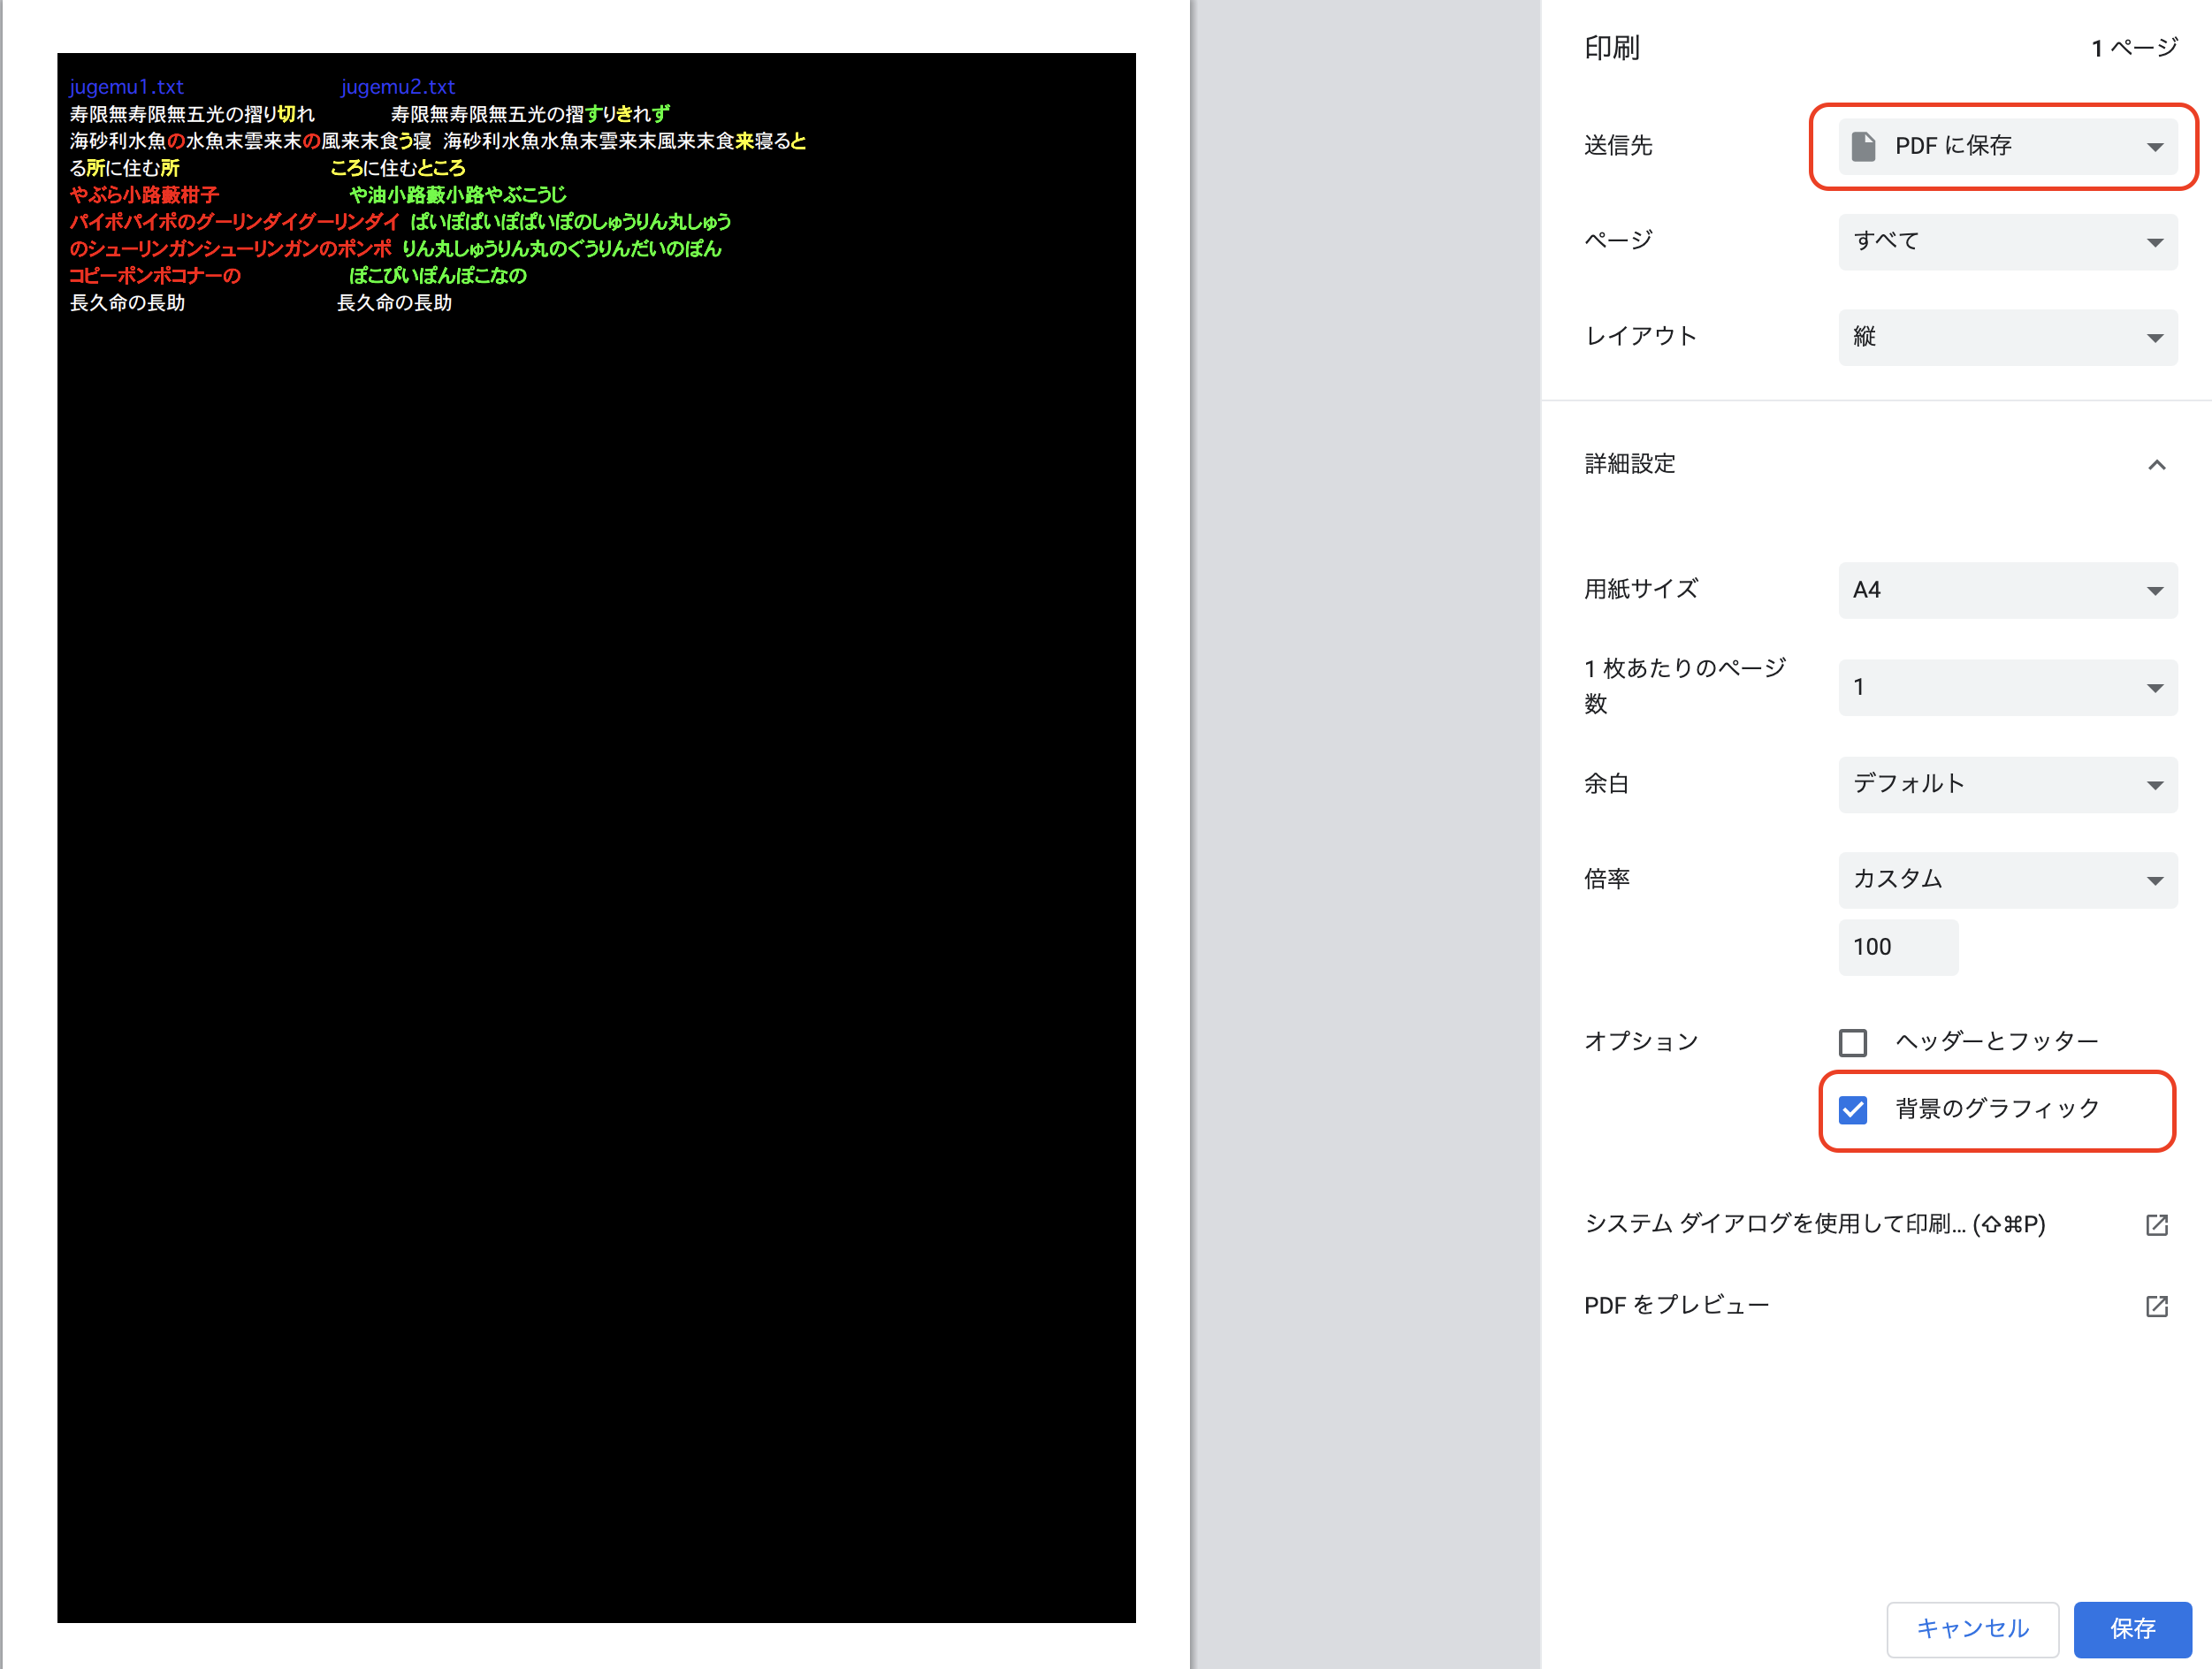 jugemu1.txt jugemu2.txt
寿限無寿限無五光の摺り切れ 寿限無寿限無五光の摺すりきれず
海砂利水魚の水魚末雲来末の風来末食う寝 海砂利水魚水魚末雲来末風来末食来寝ると
る所に住む所 ころに住むところ
やぶら小路藪柑子 や油小路藪小路やぶこうじ
パイポパイポのグーリンダイグーリンダイ ぱいぽぱいぽぱいぽのしゅうりん丸しゅう
のシューリンガンシューリンガンのポンポ りん丸しゅうりん丸のぐうりんだいのぽん
コピーポンポコナーの ぽこぴいぽんぽこなの
長久命の長助 長久命の長助
印刷 1 ページ
送信先 PDF に保存
ページ すべて
レイアウト 縦
詳細設定
用紙サイズ A4
1 枚あたりのページ
数 1
余白 デフォルト
倍率 カスタム
100
オプション ヘッダーとフッター
背景のグラフィック
システム ダイアログを使用して印刷... (⇧⌘P)
PDF をプレビュー
キャンセル 保存